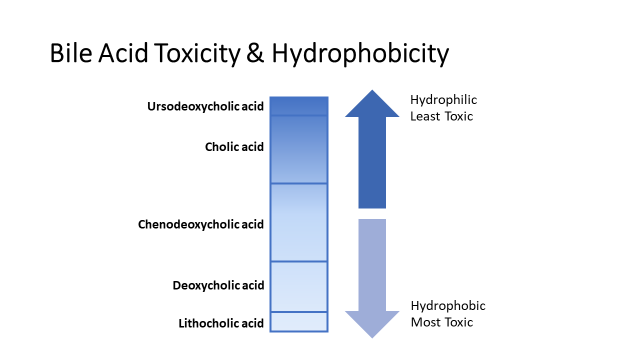 Bile Acid Toxicity & Hydrophobicity
Ursodeoxycholic acid
Cholic acid
Chenodeoxycholic acid
Deoxycholic acid
Lithocholic acid
Hydrophilic
Least Toxic
Hydrophobic
Most Toxic